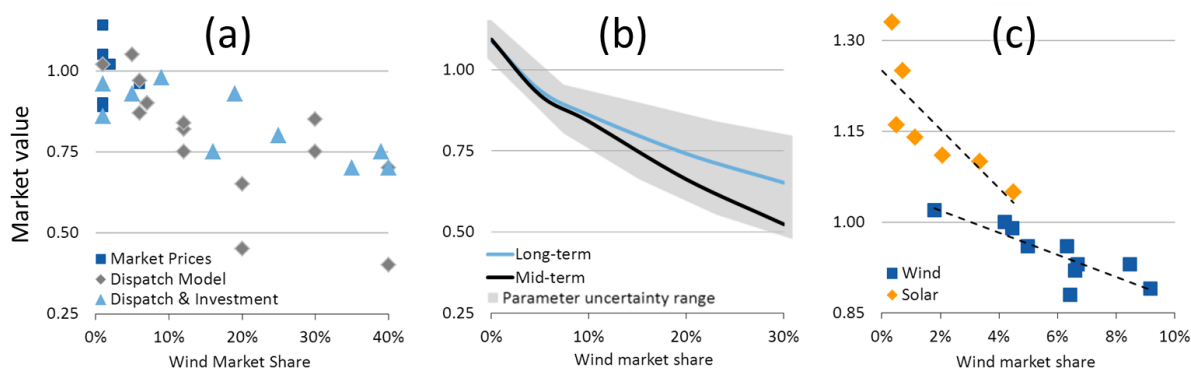 (a)
Market value
1.00
0.75
0.50
0.25
Market Prices
Dispatch Model
Dispatch & Investment
0% 10% 20% 30% 40%
Wind Market Share
(b)
1.00
0.75
0.50
0.25
Long-term
Mid-term
Parameter uncertainty range
0% 10% 20% 30%
Wind market share
(c)
1.30
1.15
1.00
0.85
Wind
Solar
0% 2% 4% 6% 8% 10%
Wind market share